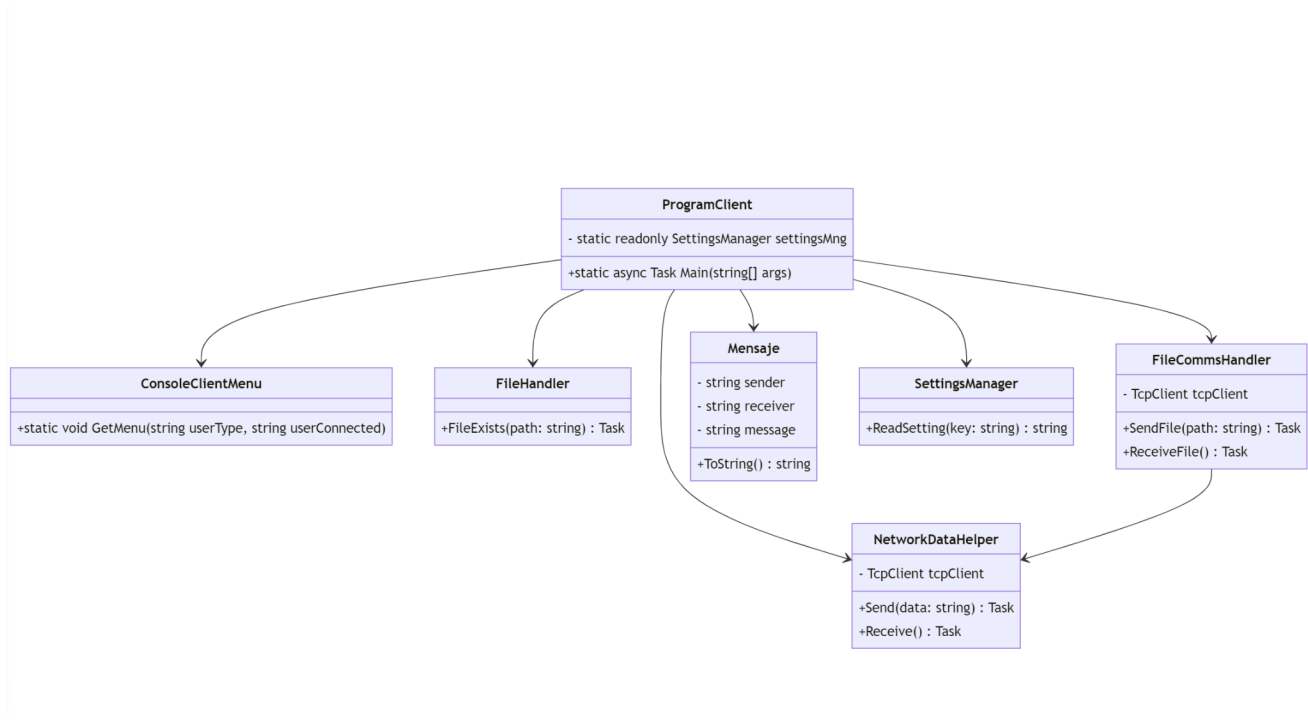 ProgramClient
- static readonly SettingsManager settingsMng
+static async Task Main(string[] args)
ConsoleClientMenu
+static void GetMenu(string userType, string userConnected)
FileHandler
+FileExists(path: string) : Task
Mensaje
- string sender
- string receiver
- string message
+ToString() : string
SettingsManager
+ReadSetting(key: string) : string
FileCommsHandler
- TcpClient tcpClient
+SendFile(path: string) : Task
+ReceiveFile() : Task
NetworkDataHelper
- TcpClient tcpClient
+Send(data: string) : Task
+Receive() : Task